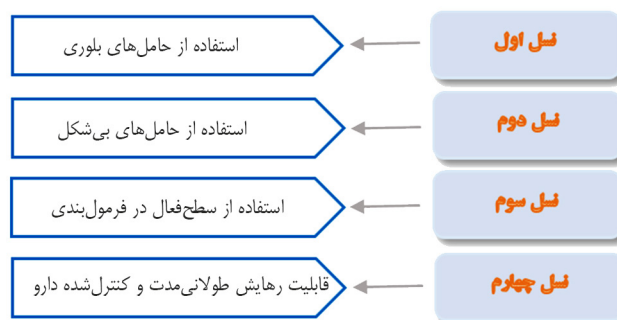 نسل اول
استفاده از حامل‌های بلوری
نسل دوم
استفاده از حامل‌های بی‌شکل
نسل سوم
استفاده از سطح‌فعال در فرمول‌بندی
نسل چهارم
قابلیت رهایش طولانی‌مدت و کنترل‌شده دارو